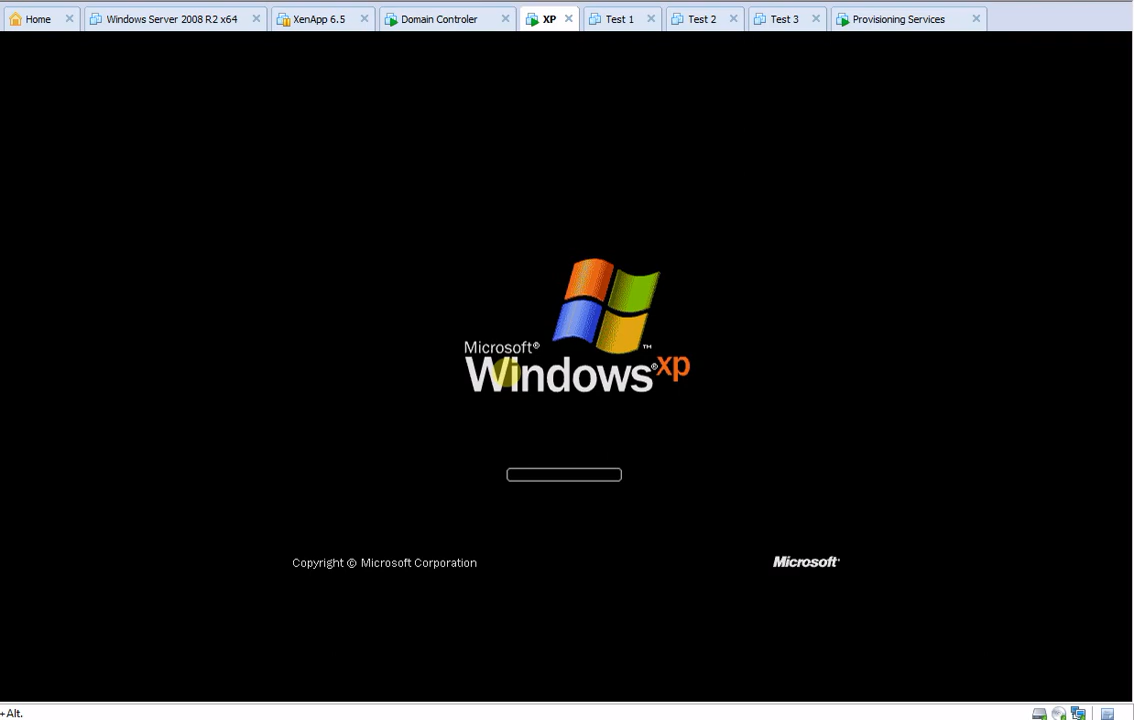 Home
Windows Server 2008 R2 x64
XenApp 6.5
Domain Controler
XP
Test 1
Test 2
Test 3
Provisioning Services
Microsoft®
Windows® xp ™
Copyright © Microsoft Corporation
Microsoft
+Alt.